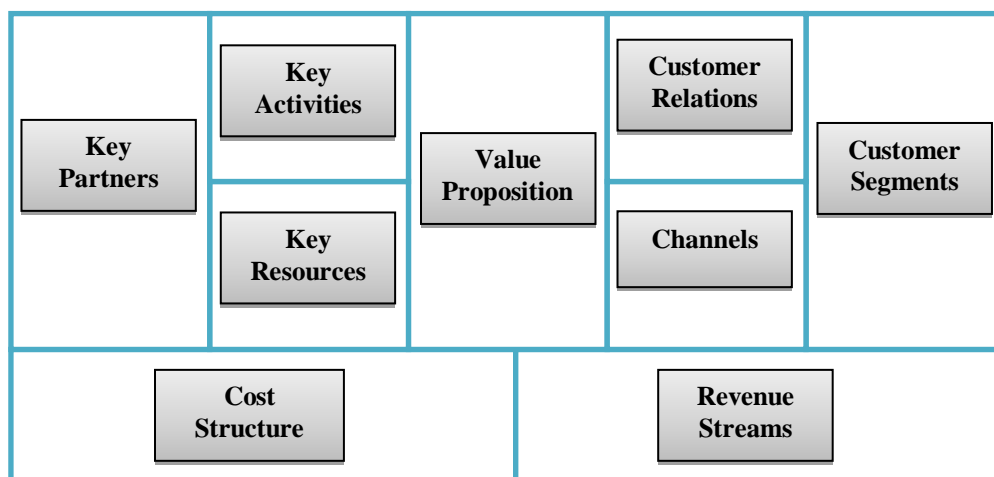 Key
Partners
Key
Activities
Key
Resources
Value
Proposition
Customer
Relations
Channels
Customer
Segments
Cost
Structure
Revenue
Streams